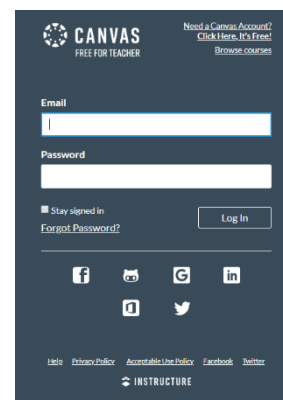 CANVAS
FREE FOR TEACHER
Need a Canvas Account?
Click Here, It's Free!
Browse courses
Email
Password
Stay signed in
Forgot Password?
Log In
Help Privacy Policy Acceptable Use Policy Facebook Twitter
INSTRUCTURE